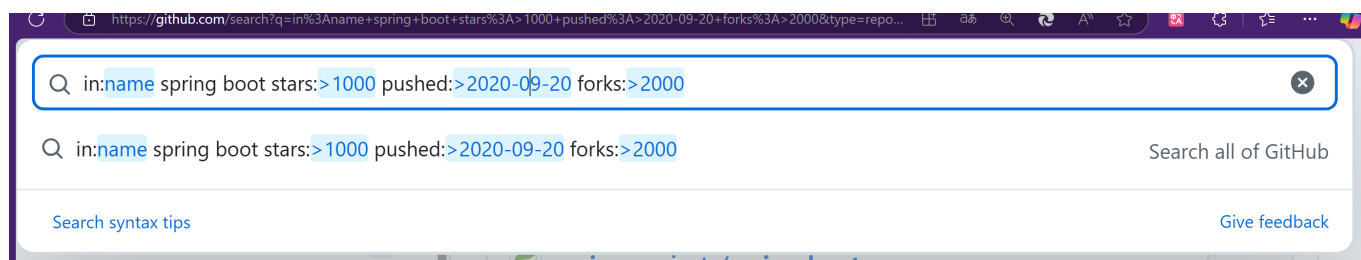 https://github.com/search?q=in%3Aname+spring+boot+stars%3A>1000+pushed%3A>2020-09-20+forks%3A>2000&type=repo...
in:name spring boot stars:>1000 pushed:>2020-09-20 forks:>2000
in:name spring boot stars:>1000 pushed:>2020-09-20 forks:>2000 Search all of GitHub
Search syntax tips Give feedback